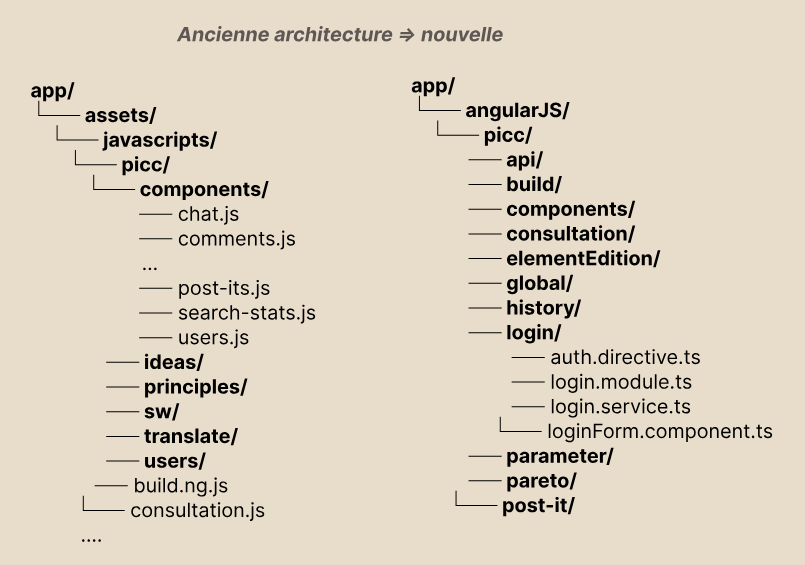 Ancienne architecture => nouvelle
app/
assets/
javascripts/
picc/
components/
chat.js
comments.js
...
post-its.js
search-stats.js
users.js
ideas/
principles/
sw/
translate/
users/
build.ng.js
consultation.js
....
app/
angularJS/
picc/
api/
build/
components/
consultation/
elementEdition/
global/
history/
login/
auth.directive.ts
login.module.ts
login.service.ts
loginForm.component.ts
parameter/
pareto/
post-it/